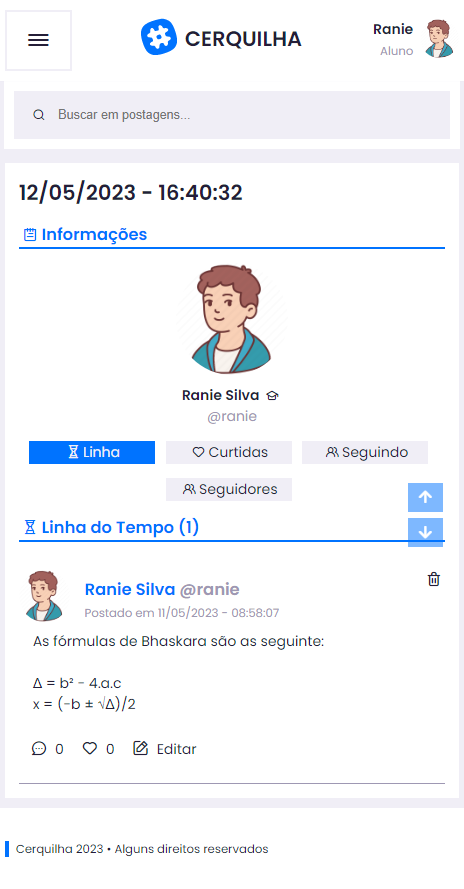 CERQUILHA
Ranie
Aluno
Buscar em postagens...
12/05/2023 - 16:40:32
Informações
Ranie Silva
@ranie
Linha
Curtidas
Seguindo
Seguidores
Linha do Tempo (1)
Ranie Silva @ranie
Postado em 11/05/2023 - 08:58:07
As fórmulas de Bhaskara são as seguinte:
Δ = b² - 4.a.c
x = (-b ± √Δ)/2
0 0 Editar
Cerquilha 2023 • Alguns direitos reservados